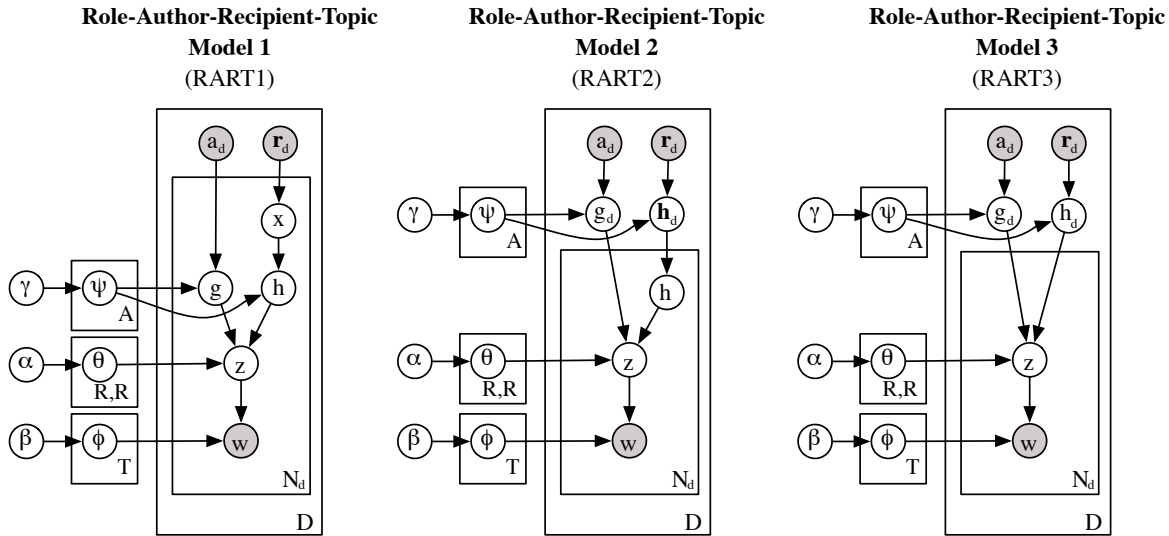 Role-Author-Recipient-Topic
Model 1
(RART1)
a_d
r_d
x
γ
ψ
g
h
A
α
θ
z
R,R
β
ϕ
w
T
N_d
D
Role-Author-Recipient-Topic
Model 2
(RART2)
a_d
r_d
γ
ψ
g_d
h_d
A
h
α
θ
z
R,R
β
ϕ
w
T
N_d
D
Role-Author-Recipient-Topic
Model 3
(RART3)
a_d
r_d
γ
ψ
g_d
h_d
A
α
θ
z
R,R
β
ϕ
w
T
N_d
D